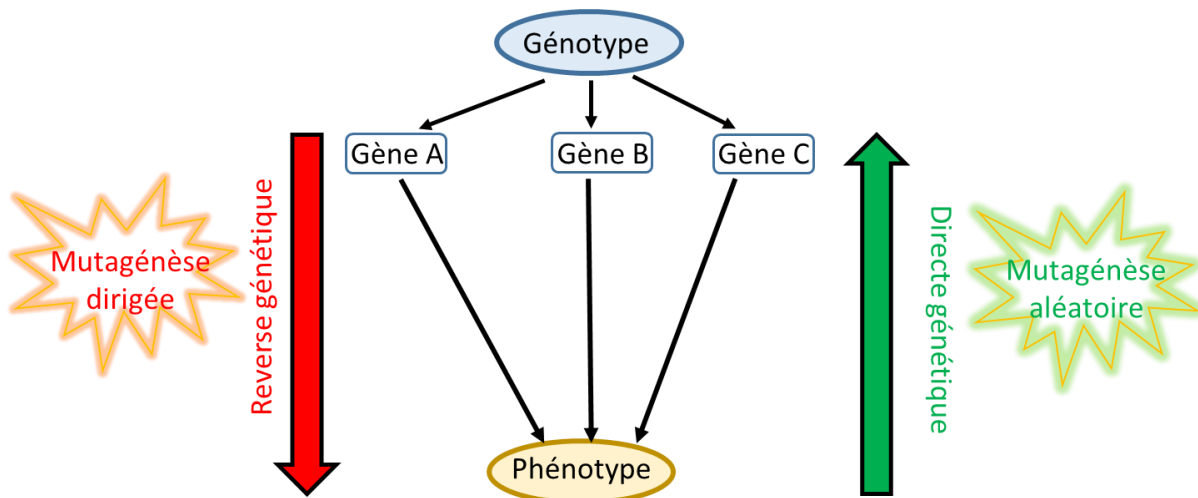 Génotype
Gène A
Gène B
Gène C
Mutagénèse
dirigée
Reverse génétique
Directe génétique
Mutagénèse
aléatoire
Phénotype